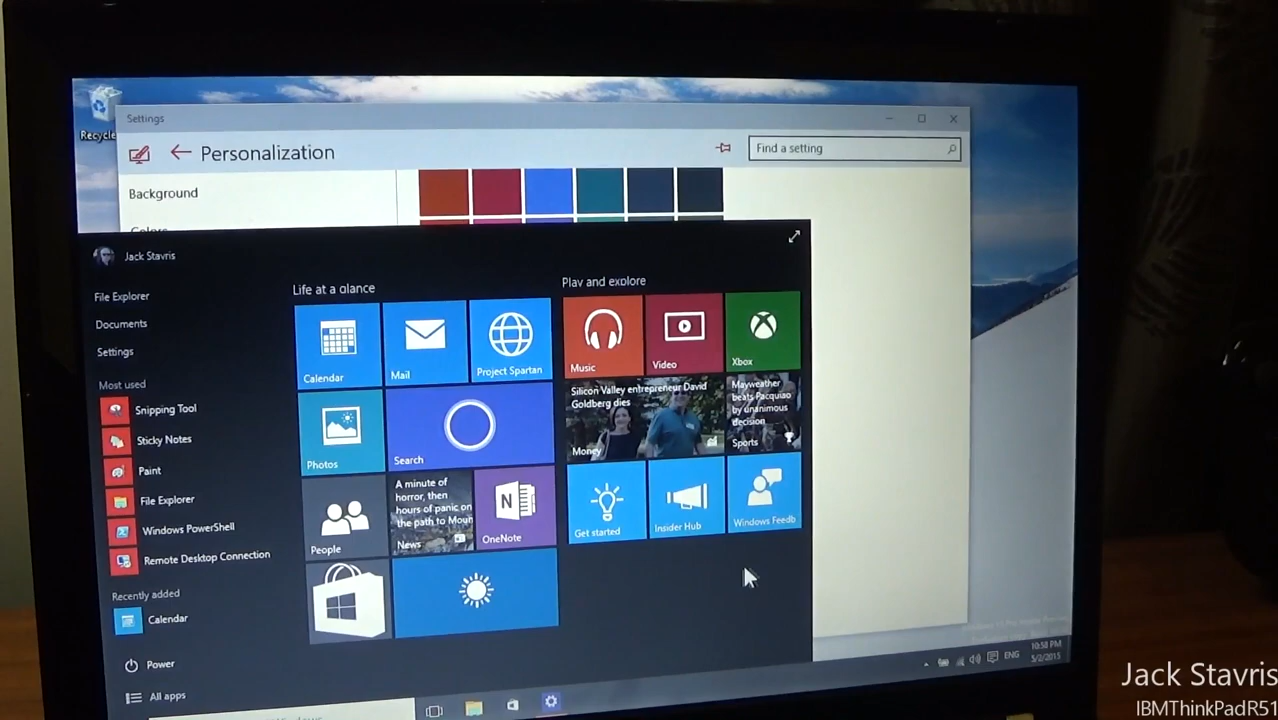 Recycle
Settings
Personalization
Find a setting
Background
Colors
Jack Stavris
File Explorer
Documents
Settings
Most used
Snipping Tool
Sticky Notes
Paint
File Explorer
Windows PowerShell
Remote Desktop Connection
Recently added
Calendar
Power
All apps
Life at a glance
Calendar
Mail
Project Spartan
Photos
Search
People
A minute of
horror, then
hours of panic on
the path to Moun
News
OneNote
Play and explore
Music
Video
Xbox
Silicon Valley entrepreneur David
Goldberg dies
Money
Mayweather
beats Pacquiao
by unanimous
decision
Sports
Get started
Insider Hub
Windows Feedb
ENG
10:58 PM
5/2/2015
Jack Stavris
IBMThinkPadR51